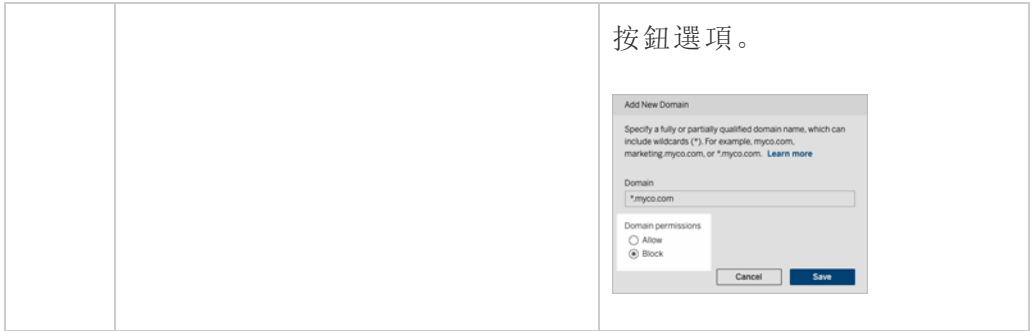 按鈕選項。
Add New Domain
Specify a fully or partially qualified domain name, which can
include wildcards (*). For example, myco.com,
marketing.myco.com, or *.myco.com. Learn more
Domain
*.myco.com
Domain permissions
Allow
Block
Cancel Save